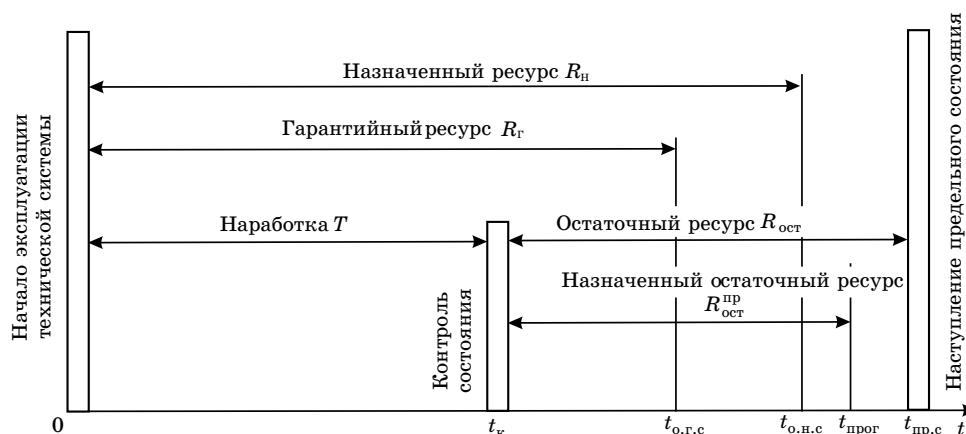 Начало эксплуатации
технической системы
Назначенный ресурс Rн
Гарантийный ресурс Rг
Наработка T
Контроль
состояния
Остаточный ресурс Rост
Назначенный остаточный ресурс
Rостпр
Наступление предельного состояния
0 tк tо,г,с tо,н,с tпрог tпр,с t